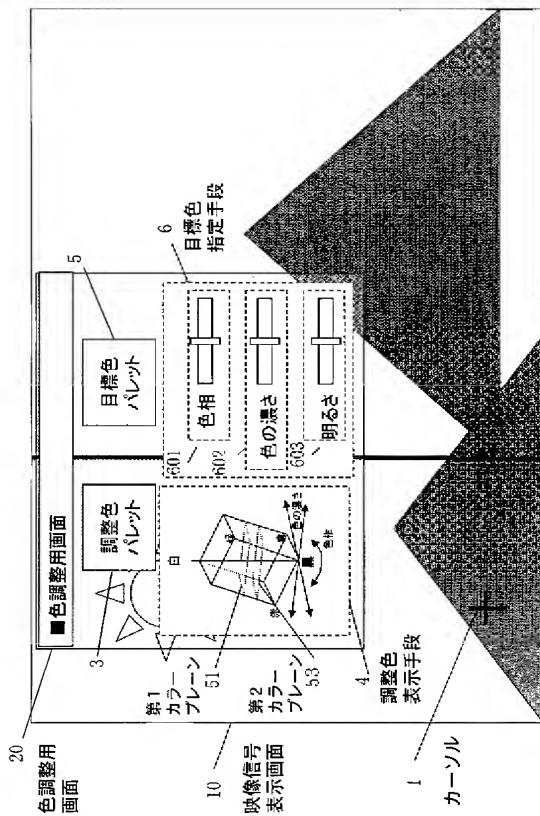 20
色調整用
画面
10
映像信号
表示画面
1
カーソル
■色調整用画面
3
調整色
パレット
目標色
パレット
5
6
目標色
指定手段
601
色相
602
色の濃さ
603
明るさ
白
緑
黄
赤
黒
色の濃さ
第1
カラー
プレーン
51
第2
カラー
プレーン
53
4
調整色
表示手段